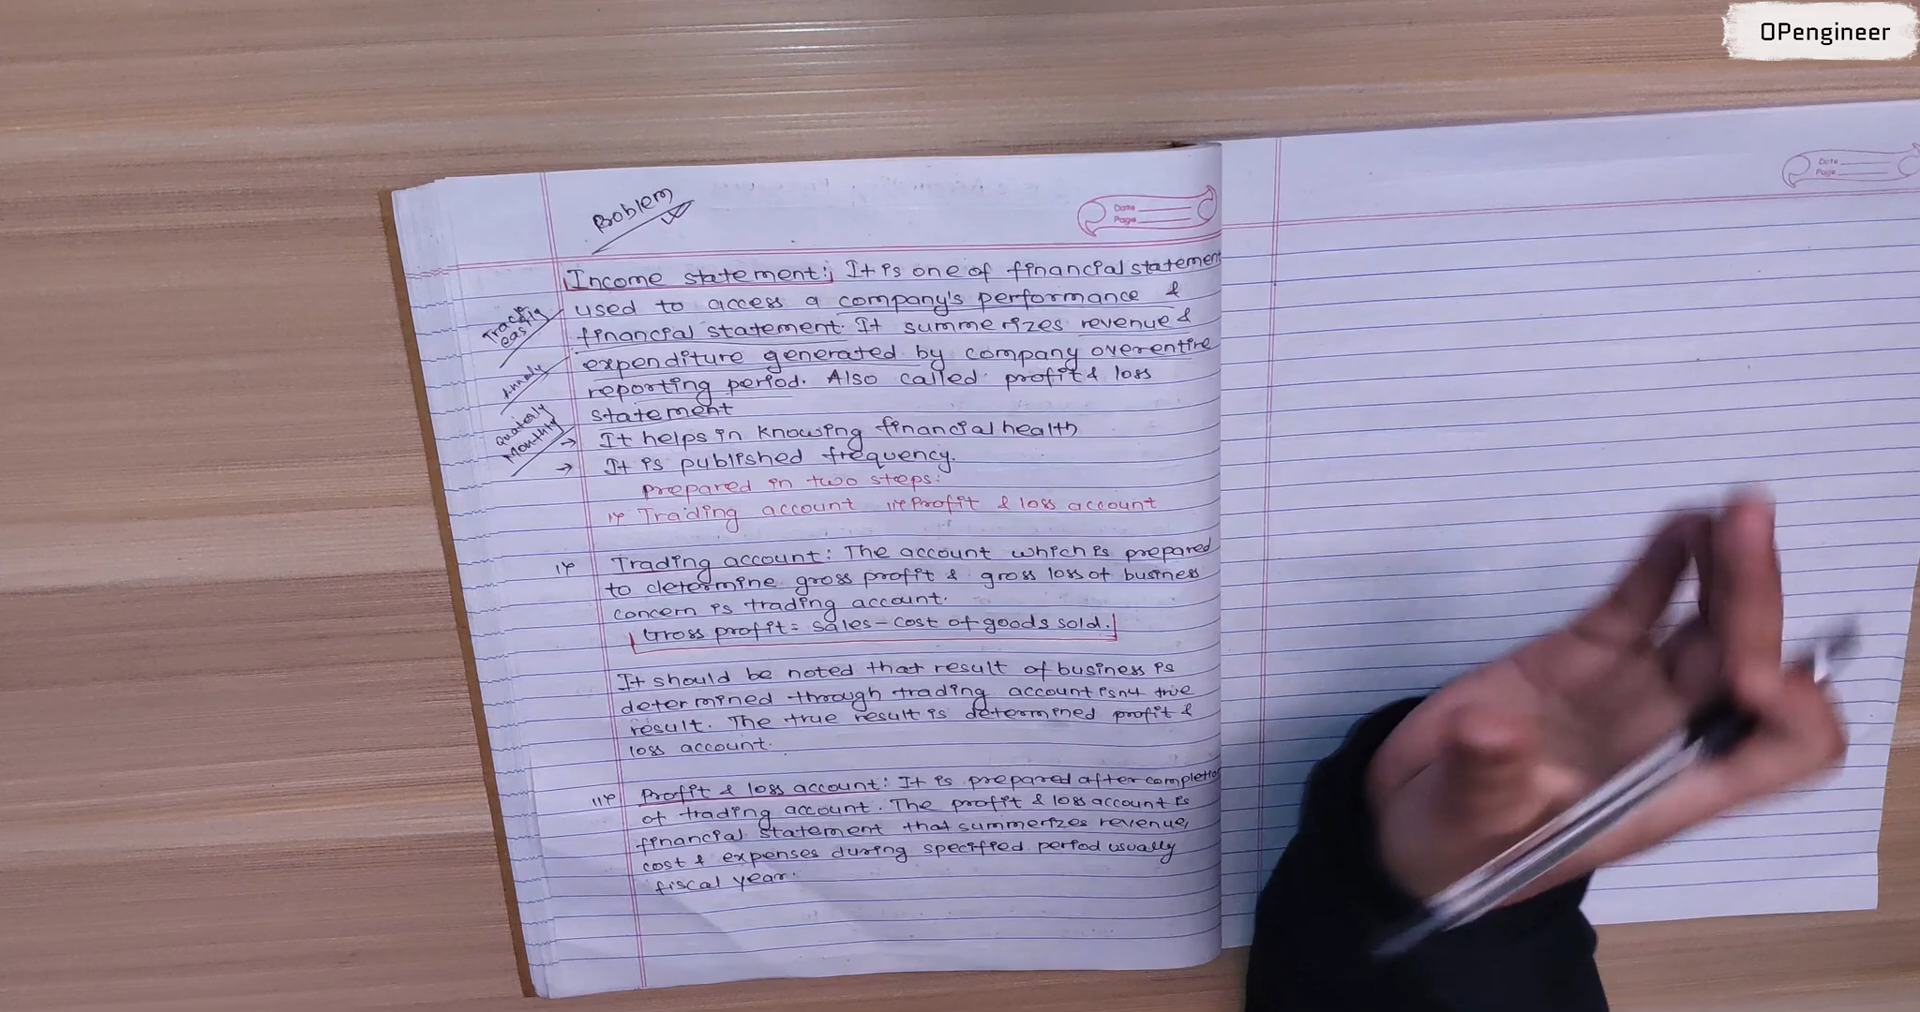 OPengineer
Problem
Date
Page
Date
Page
Income statement: It is one of financial statement
used to access a company's performance &
financial statement. It summerizes revenue &
expenditure generated by company over entire
reporting period. Also called profit & loss
statement
Quaterly
Monthly
→ It helps in knowing financial health
→ It is published frequency.
prepared in two steps:
i) Trading account ii) Profit & loss account
i) Trading account: The account which is prepared
to determine gross profit & gross loss of business
concern is trading account.
Gross profit = sales - cost of goods sold.
It should be noted that result of business is
determined through trading account isn't true
result. The true result is determined profit &
loss account.
ii) Profit & loss account: It is prepared after completio
of trading account. The profit & loss account is
financial statement that summerizes revenue,
cost & expenses during specified period usually
fiscal year.